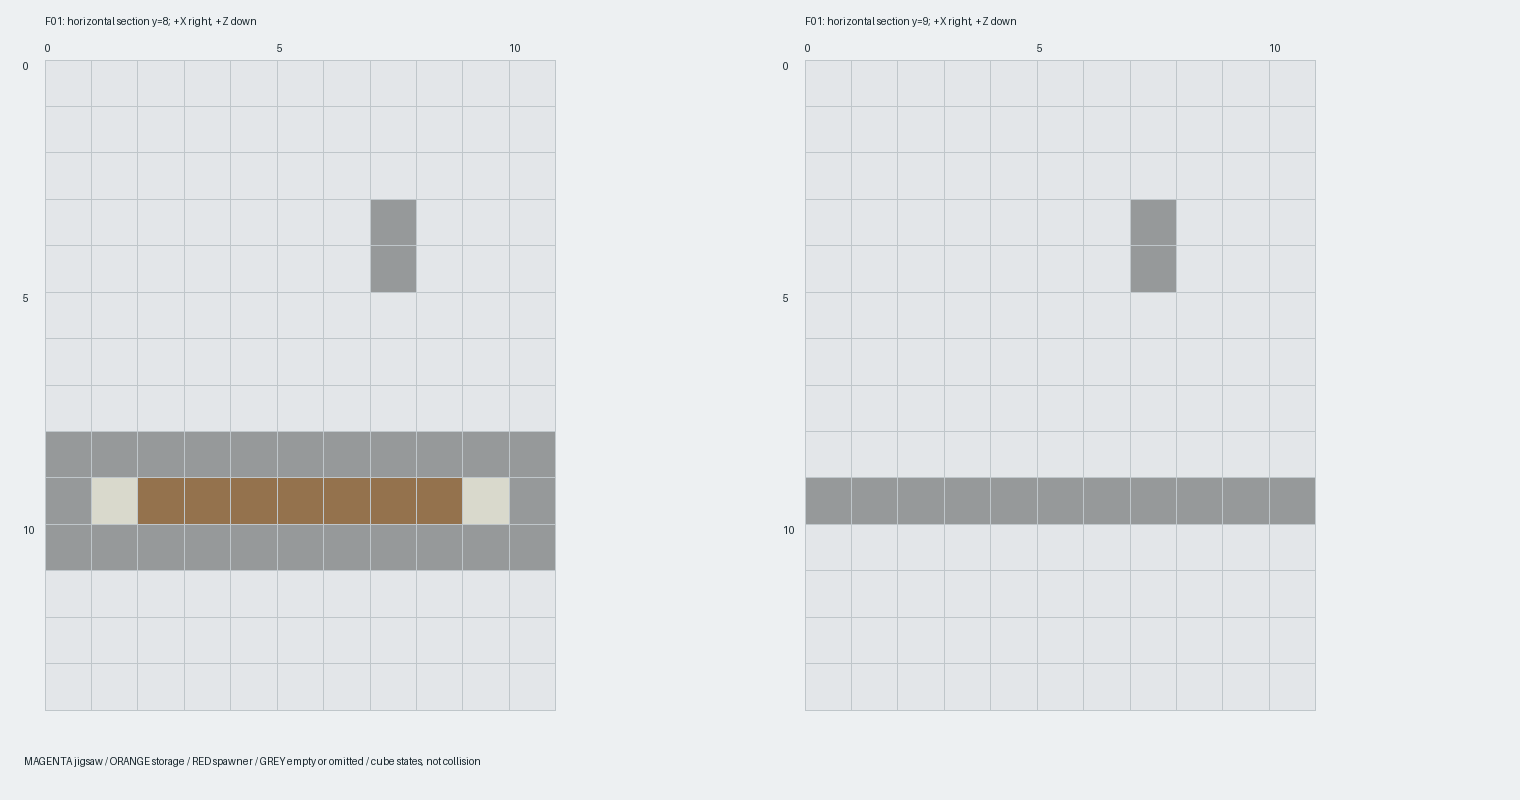 F01: horizontal section y=8; +X right, +Z down
F01: horizontal section y=9; +X right, +Z down
0 5 10
0 5 10
0
0
5
5
10
10
MAGENTA jigsaw / ORANGE storage / RED spawner / GREY empty or omitted / cube states, not collision